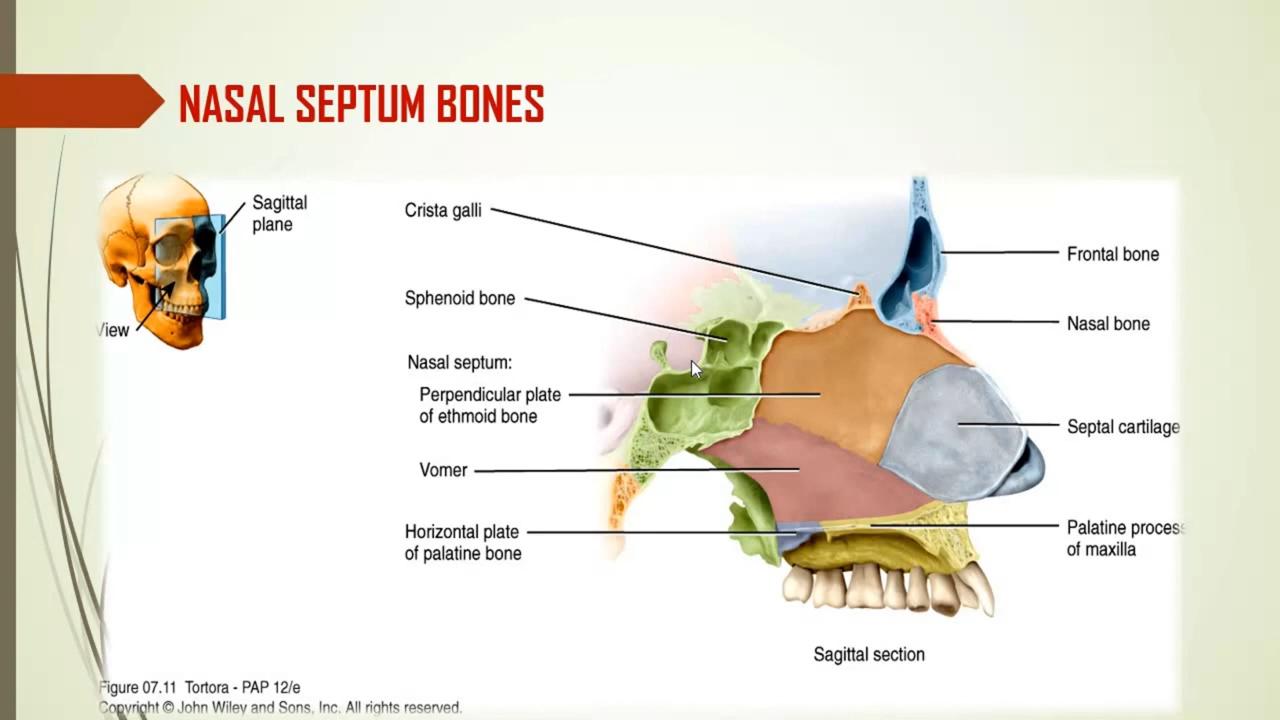 NASAL SEPTUM BONES
Sagittal
plane
View
Crista galli
Sphenoid bone
Nasal septum:
Perpendicular plate
of ethmoid bone
Vomer
Horizontal plate
of palatine bone
Frontal bone
Nasal bone
Septal cartilage
Palatine process
of maxilla
Sagittal section
Figure 07.11 Tortora - PAP 12/e
Copyright © John Wiley and Sons, Inc. All rights reserved.